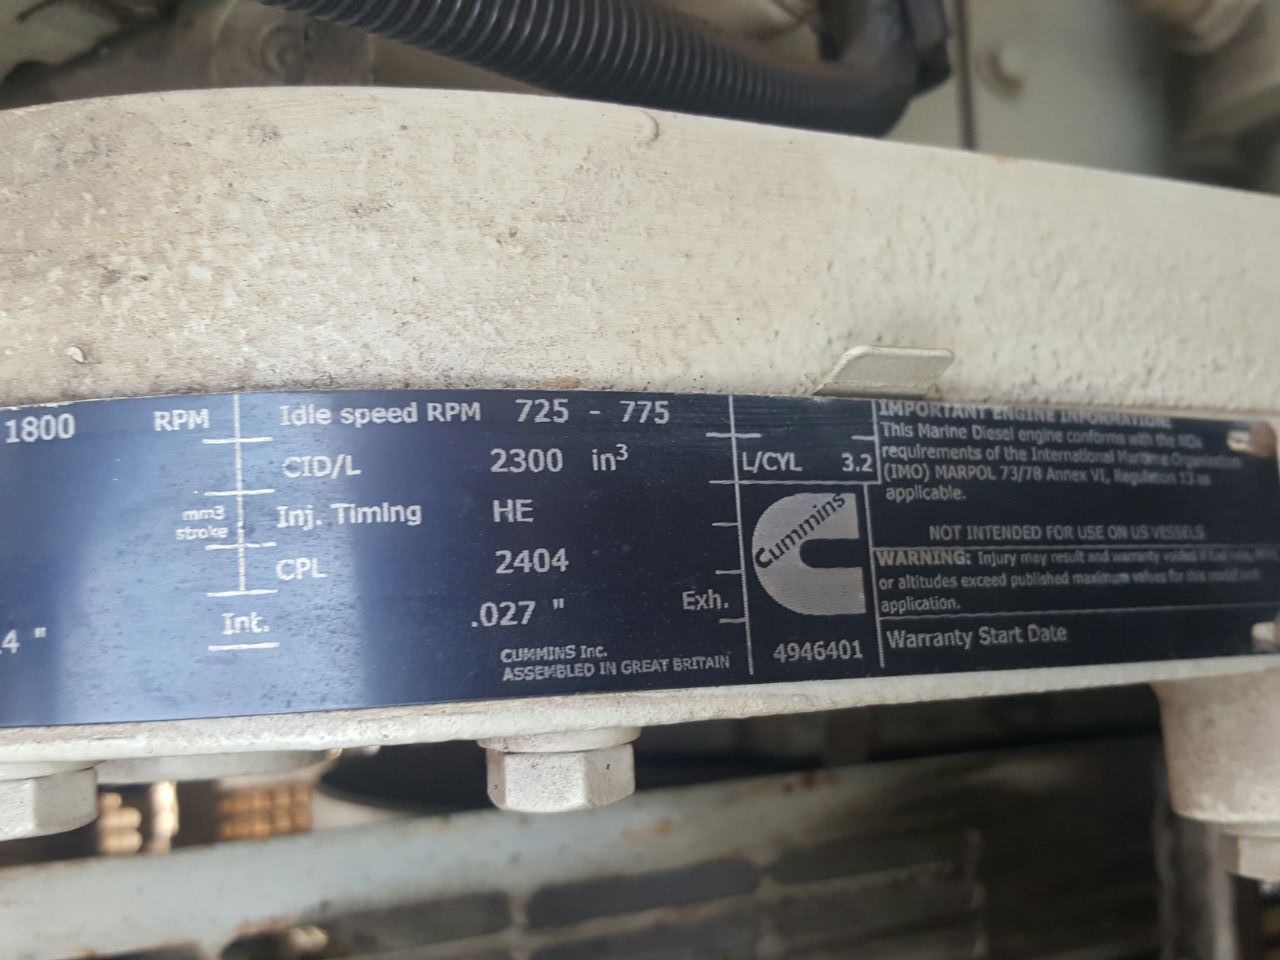 1800 RPM
Idle speed RPM 725 - 775
CID/L 2300 in³
L/CYL 3.2
mm3
stroke
Inj. Timing HE
CPL 2404
.4 "
Int.
.027 "
Exh.
CUMMINS Inc.
ASSEMBLED IN GREAT BRITAIN
Cummins
4946401
IMPORTANT ENGINE INFORMATION:
This Marine Diesel engine conforms with the NOx
requirements of the International Maritime Organization
(IMO) MARPOL 73/78 Annex VI, Regulation 13 as
applicable.
NOT INTENDED FOR USE ON US VESSELS
WARNING: Injury may result and warranty voided if
or altitudes exceed published maximum values for this model and
application.
Warranty Start Date